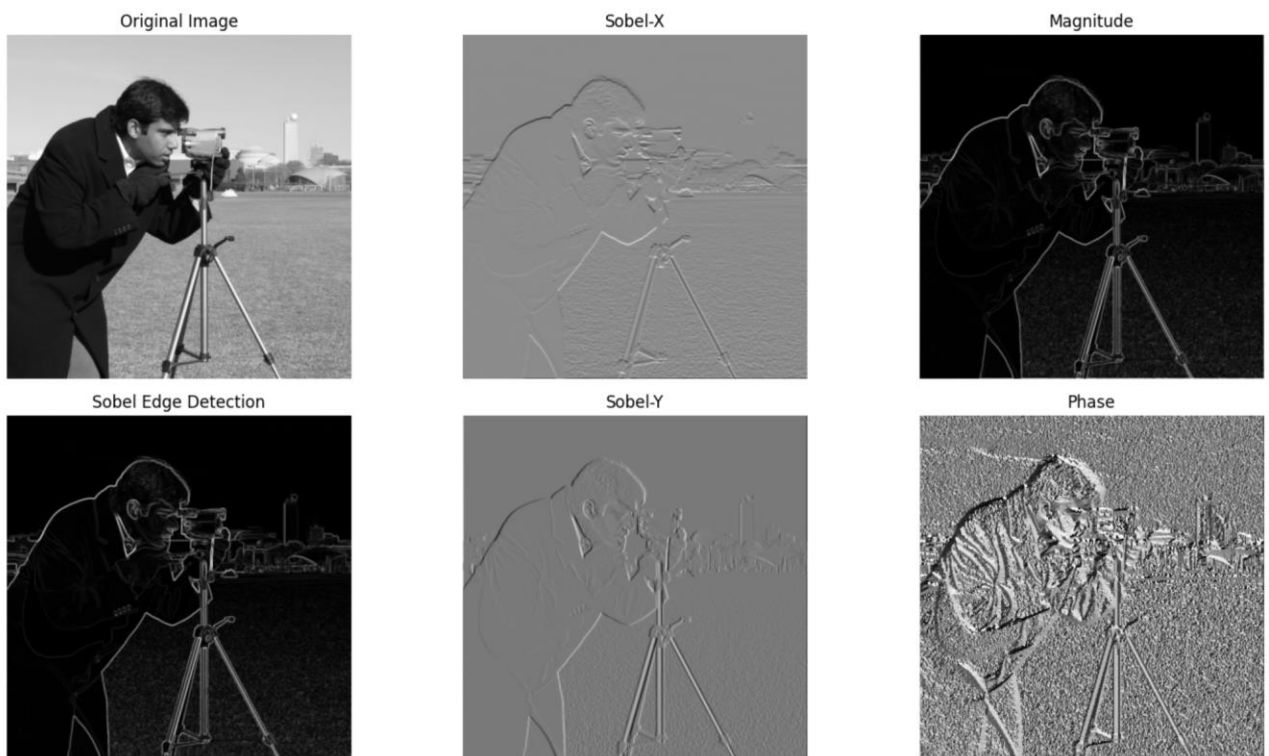 Original Image
Sobel-X
Magnitude
Sobel Edge Detection
Sobel-Y
Phase